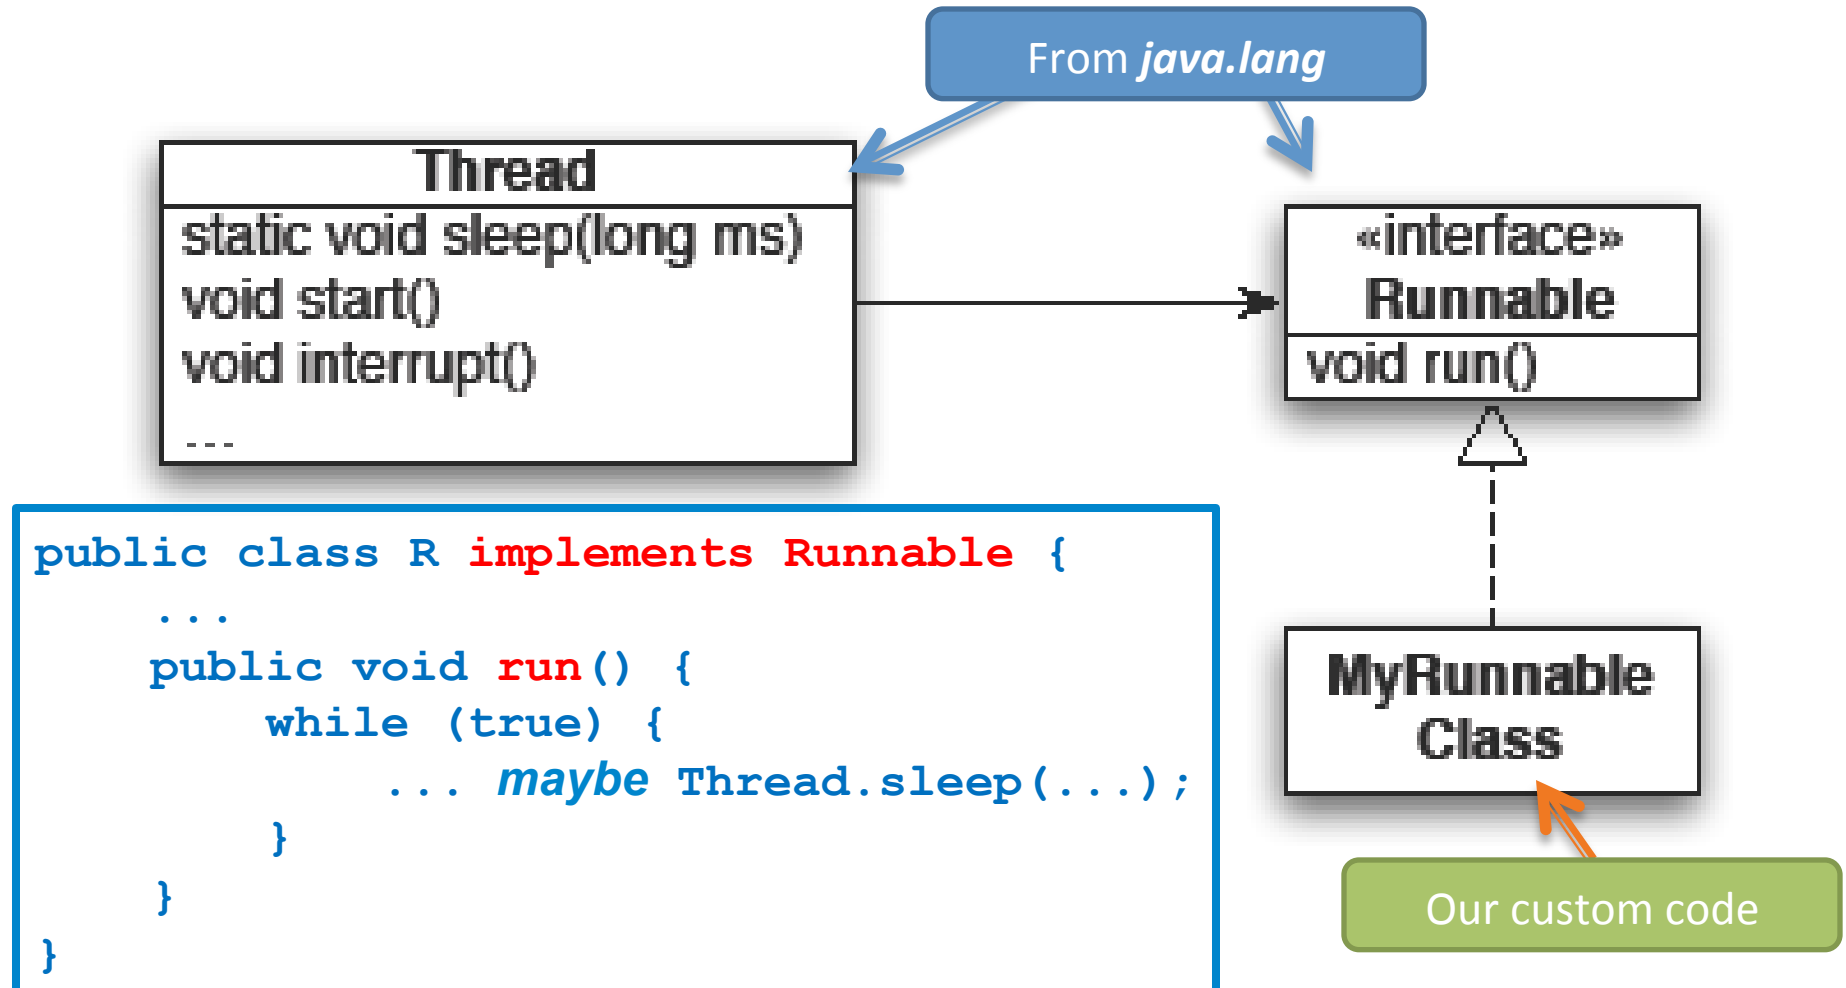 From java.lang
Thread
static void sleep(long ms)
void start()
void interrupt()
---
«interface»
Runnable
void run()
MyRunnable
Class
Our custom code
public class R implements Runnable {
...
public void run() {
while (true) {
... maybe Thread.sleep(...);
}
}
}